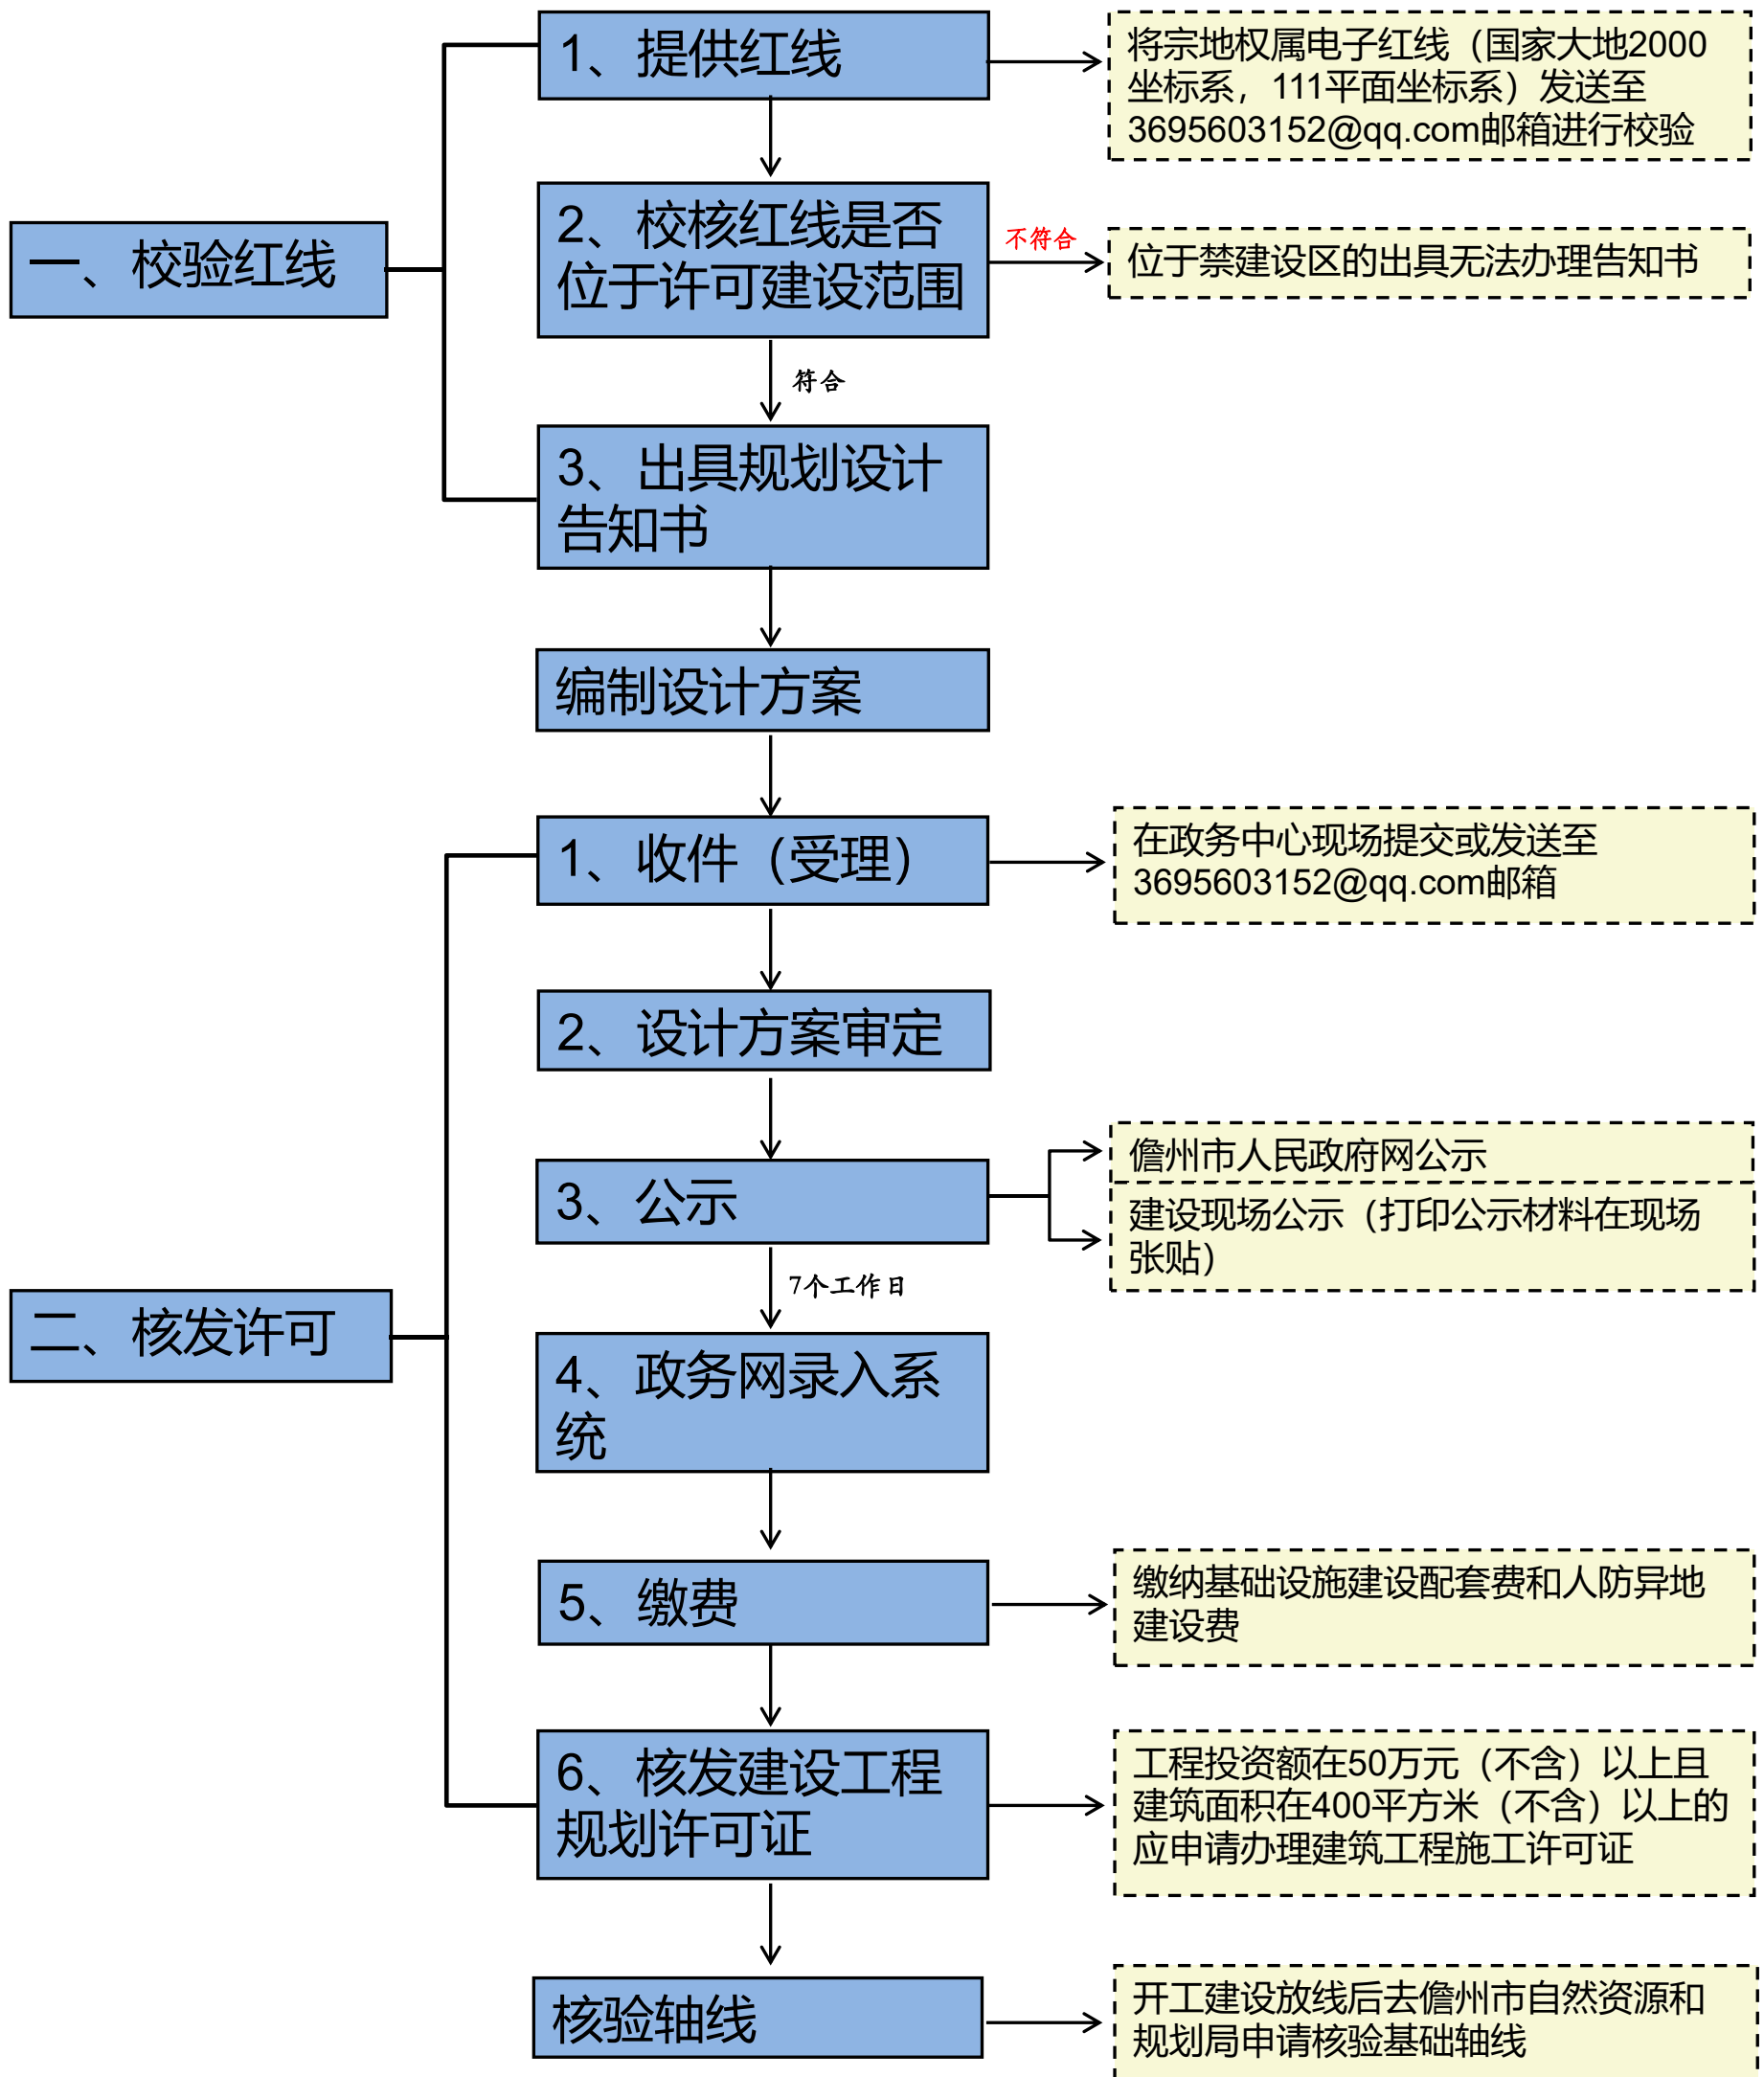 1、提供红线
将宗地权属电子红线（国家大地2000
坐标系，111平面坐标系）发送至
3695603152@qq.com邮箱进行校验
一、校验红线
2、校核红线是否
位于许可建设范围
不符合
位于禁建设区的出具无法办理告知书
符合
3、出具规划设计
告知书
编制设计方案
1、收件（受理）
在政务中心现场提交或发送至
3695603152@qq.com邮箱
2、设计方案审定
3、公示
儋州市人民政府网公示
建设现场公示（打印公示材料在现场
张贴）
7个工作日
二、核发许可
4、政务网录入系
统
5、缴费
缴纳基础设施建设配套费和人防异地
建设费
6、核发建设工程
规划许可证
工程投资额在50万元（不含）以上且
建筑面积在400平方米（不含）以上的
应申请办理建筑工程施工许可证
核验轴线
开工建设放线后去儋州市自然资源和
规划局申请核验基础轴线